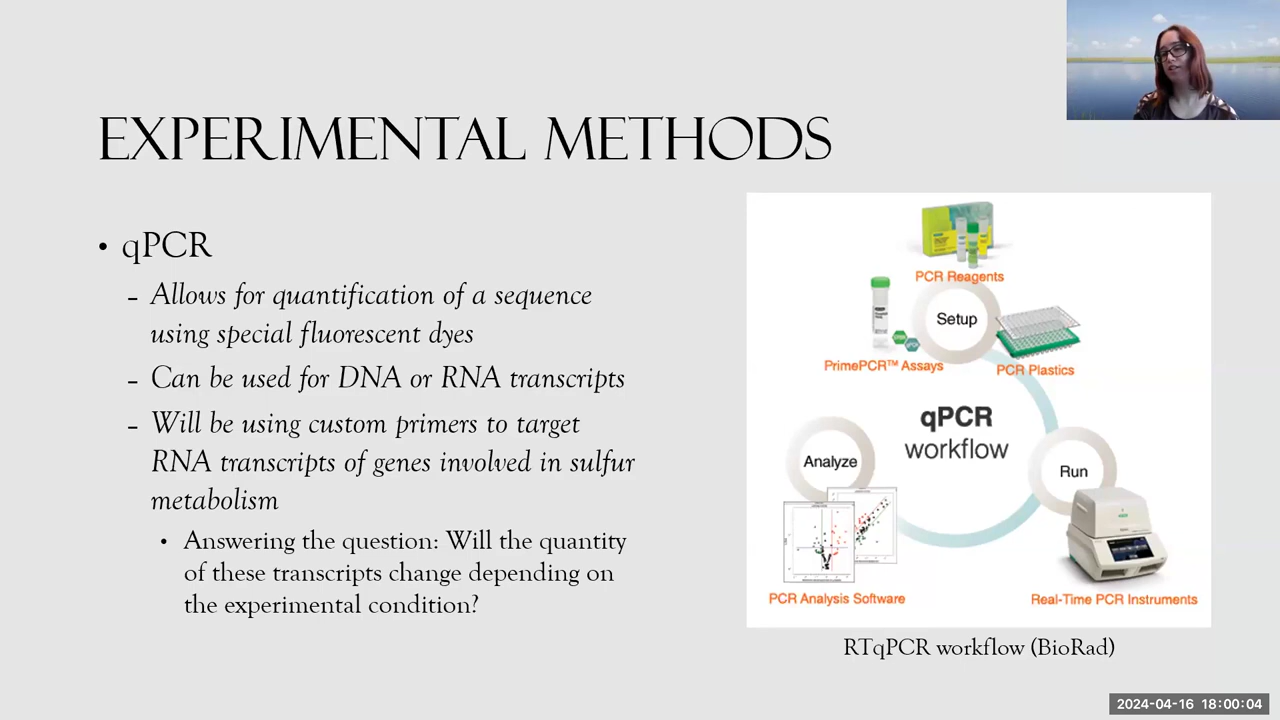 EXPERIMENTAL METHODS
• qPCR
- Allows for quantification of a sequence
using special fluorescent dyes
- Can be used for DNA or RNA transcripts
- Will be using custom primers to target
RNA transcripts of genes involved in sulfur
metabolism
• Answering the question: Will the quantity
of these transcripts change depending on
the experimental condition?
PCR Reagents
Setup
PrimePCR™ Assays
PCR Plastics
qPCR
workflow
Analyze
Run
PCR Analysis Software
Real-Time PCR Instruments
RTqPCR workflow (BioRad)
2024-04-16 18:00:04